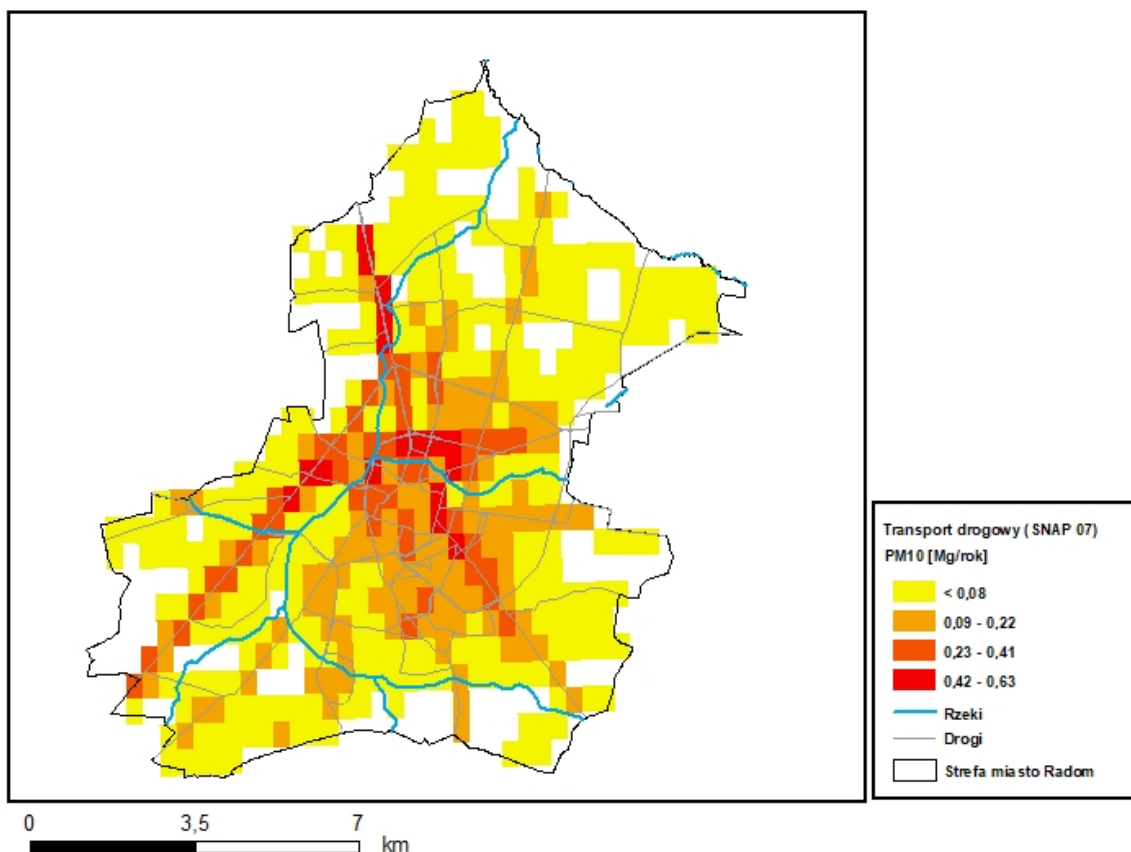 Transport drogowy ( SNAP 07)
PM10 [Mg/rok]
< 0,08
0,09 - 0,22
0,23 - 0,41
0,42 - 0,63
Rzeki
Drogi
Strefa miasto Radom
0 3,5 7
km